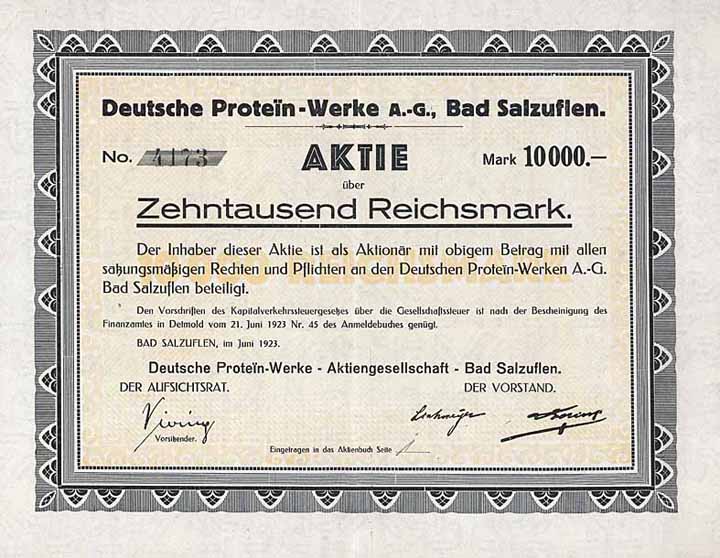 Deutsche Proteïn-Werke A.-G., Bad Salzuflen.
No. 4173 AKTIE Mark 10000.—
über
Zehntausend Reichsmark.
Der Inhaber dieser Aktie ist als Aktionär mit obigem Betrag mit allen
satzungsmäßigen Rechten und Pflichten an den Deutschen Proteïn-Werken A.-G.
Bad Salzuflen beteiligt.
Den Vorschriften des Kapitalverkehrssteuergesetzes über die Gesellschaftssteuer ist nach der Bescheinigung des
Finanzamtes in Detmold vom 21. Juni 1923 Nr. 45 des Anmeldebuches genügt.
BAD SALZUFLEN, im Juni 1923.
Deutsche Proteïn-Werke - Aktiengesellschaft - Bad Salzuflen.
DER AUFSICHTSRAT. DER VORSTAND.
Vorsitzender.
Eingetragen in das Aktienbuch Seite